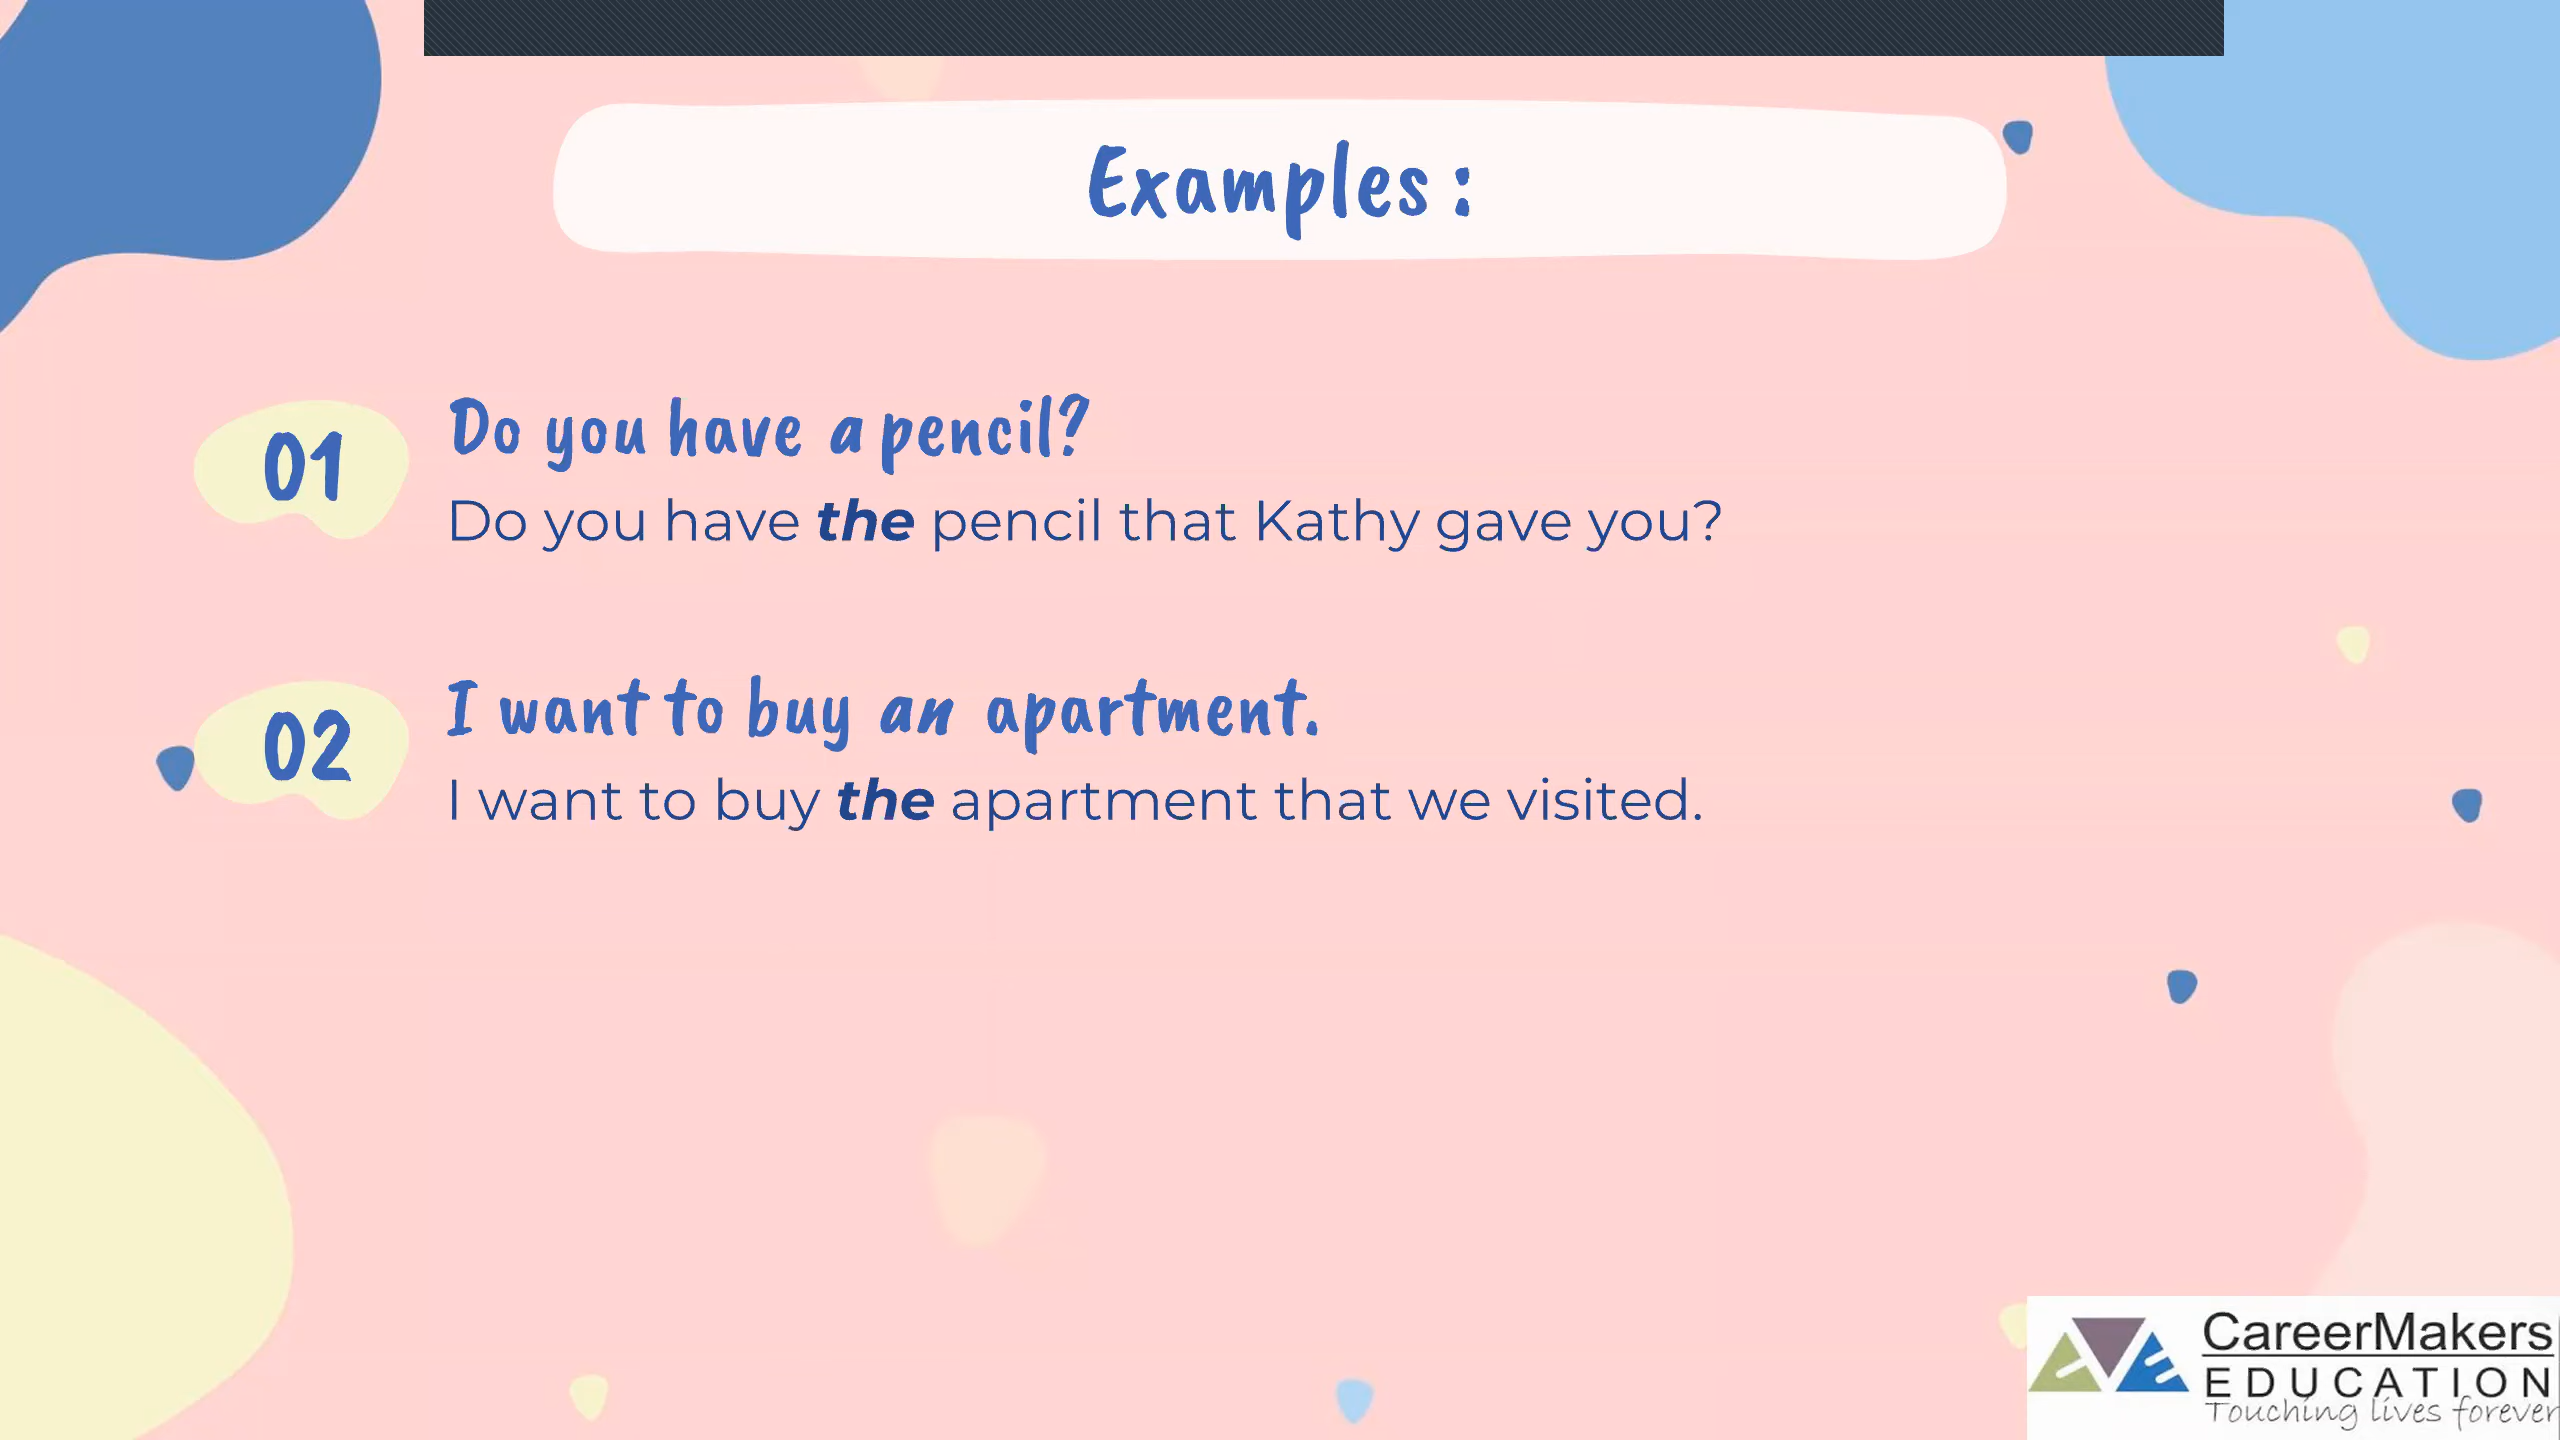 Examples :
01
Do you have a pencil?
Do you have the pencil that Kathy gave you?
02
I want to buy an apartment.
I want to buy the apartment that we visited.
CareerMakers
EDUCATION
Touching lives forever